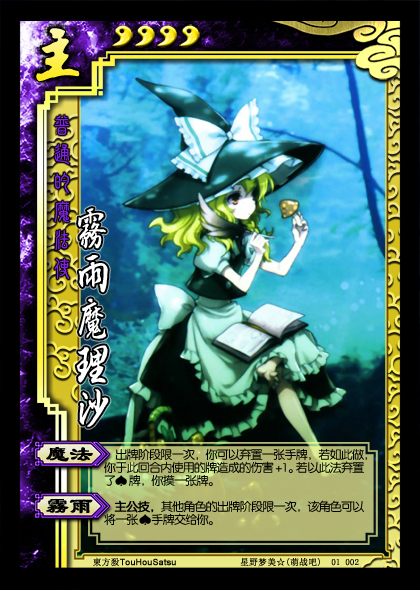 主
普通的魔法使
霧雨魔理沙
魔法
出牌阶段限一次，你可以弃置一张手牌，若如此做，
你于此回合内使用的牌造成的伤害+1。若以此法弃置
了♠牌，你摸一张牌。
霧雨
主公技，其他角色的出牌阶段限一次，该角色可以
将一张♠手牌交给你。
東方殺TouHouSatsu 星野梦美☆(萌战吧) 01 002